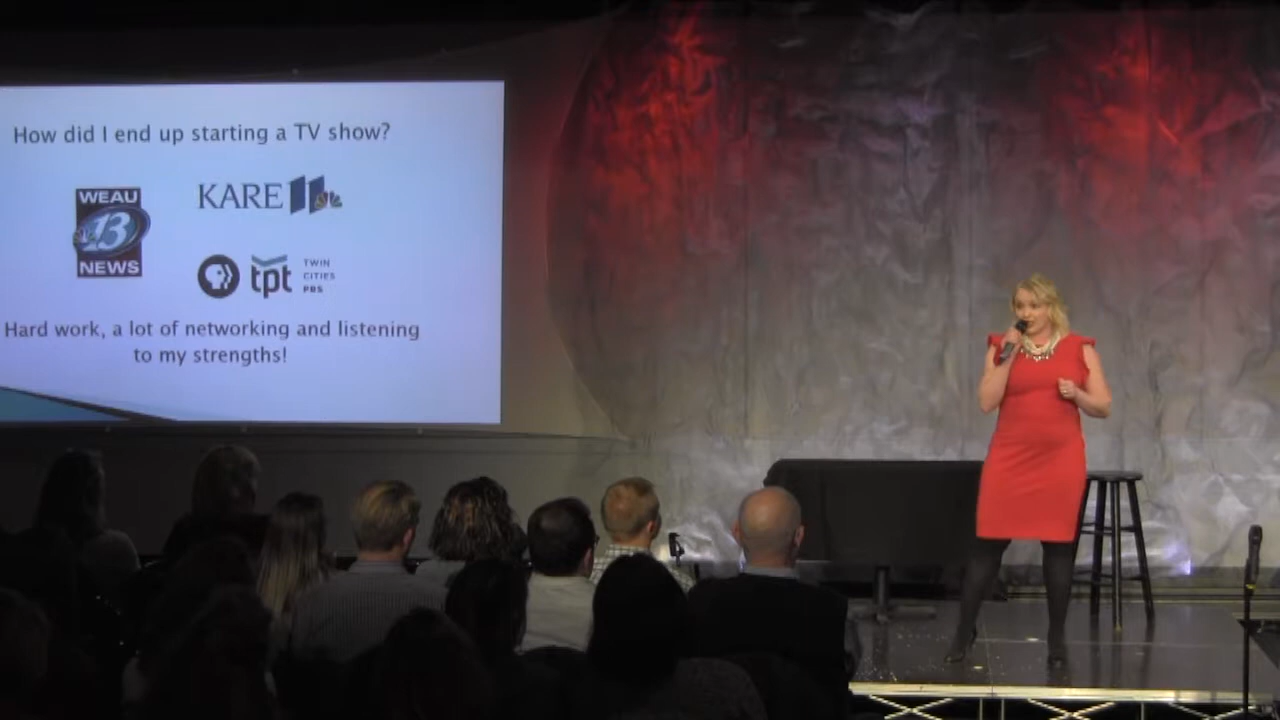 How did I end up starting a TV show?
WEAU
13
NEWS
KARE 11
tpt
TWIN
CITIES
PBS
Hard work, a lot of networking and listening
to my strengths!